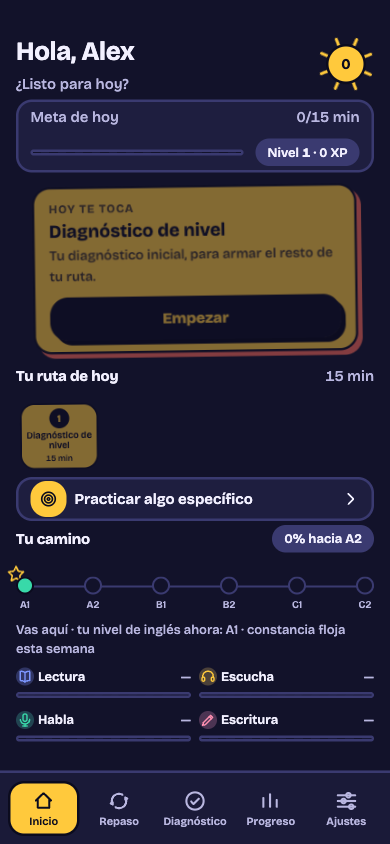 Hola, Alex
0
¿Listo para hoy?
Meta de hoy 0/15 min
Nivel 1 · 0 XP
HOY TE TOCA
Diagnóstico de nivel
Tu diagnóstico inicial, para armar el resto de
tu ruta.
Empezar
Tu ruta de hoy 15 min
1
Diagnóstico de
nivel
15 min
Practicar algo específico
Tu camino 0% hacia A2
A1 A2 B1 B2 C1 C2
Vas aquí · tu nivel de inglés ahora: A1 · constancia floja
esta semana
Lectura – Escucha –
Habla – Escritura –
Inicio Repaso Diagnóstico Progreso Ajustes